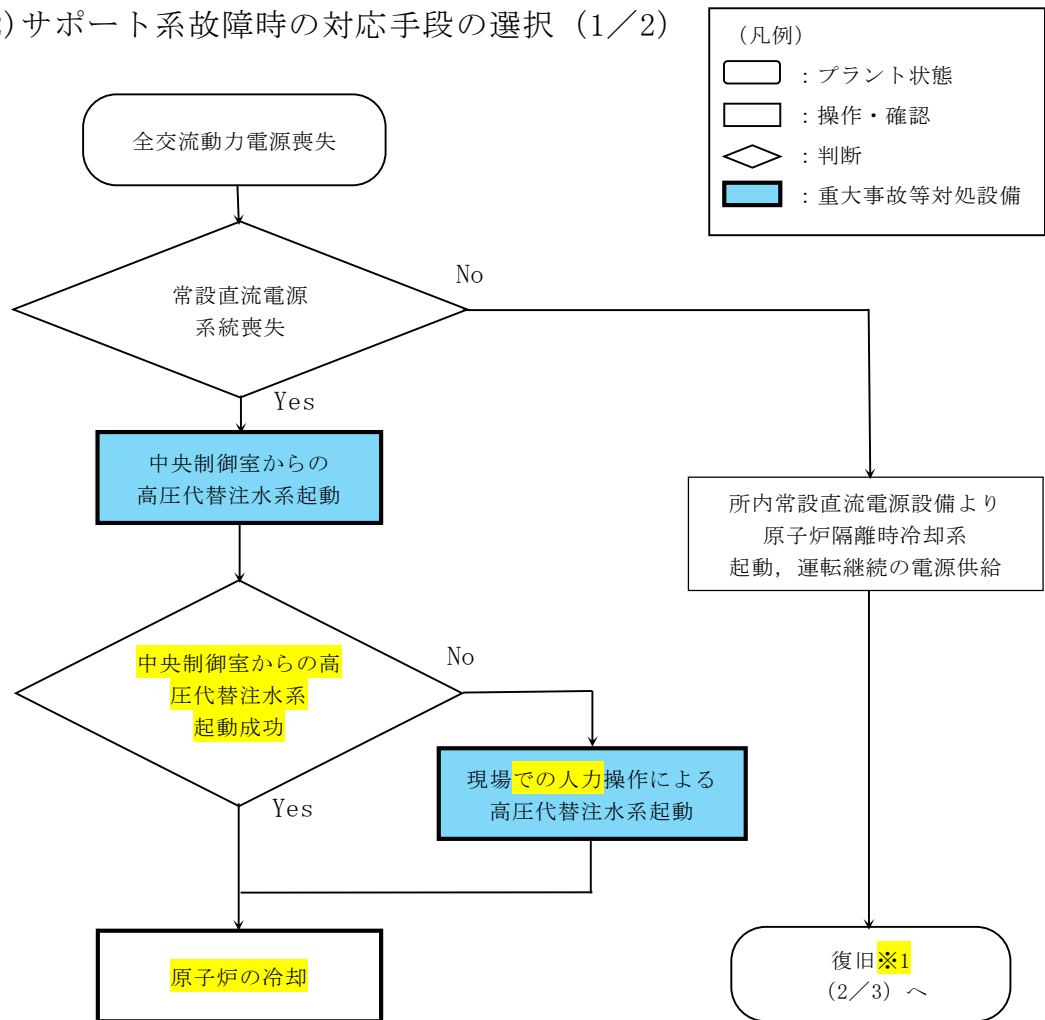 )サポート系故障時の対応手段の選択（1／2）
（凡例）
：プラント状態
：操作・確認
：判断
：重大事故等対処設備
全交流動力電源喪失
常設直流電源
系統喪失
No
Yes
中央制御室からの
高圧代替注水系起動
所内常設直流電源設備より
原子炉隔離時冷却系
起動，運転継続の電源供給
中央制御室からの高
圧代替注水系
起動成功
No
Yes
現場での人力操作による
高圧代替注水系起動
原子炉の冷却
復旧※1
（2／3）へ